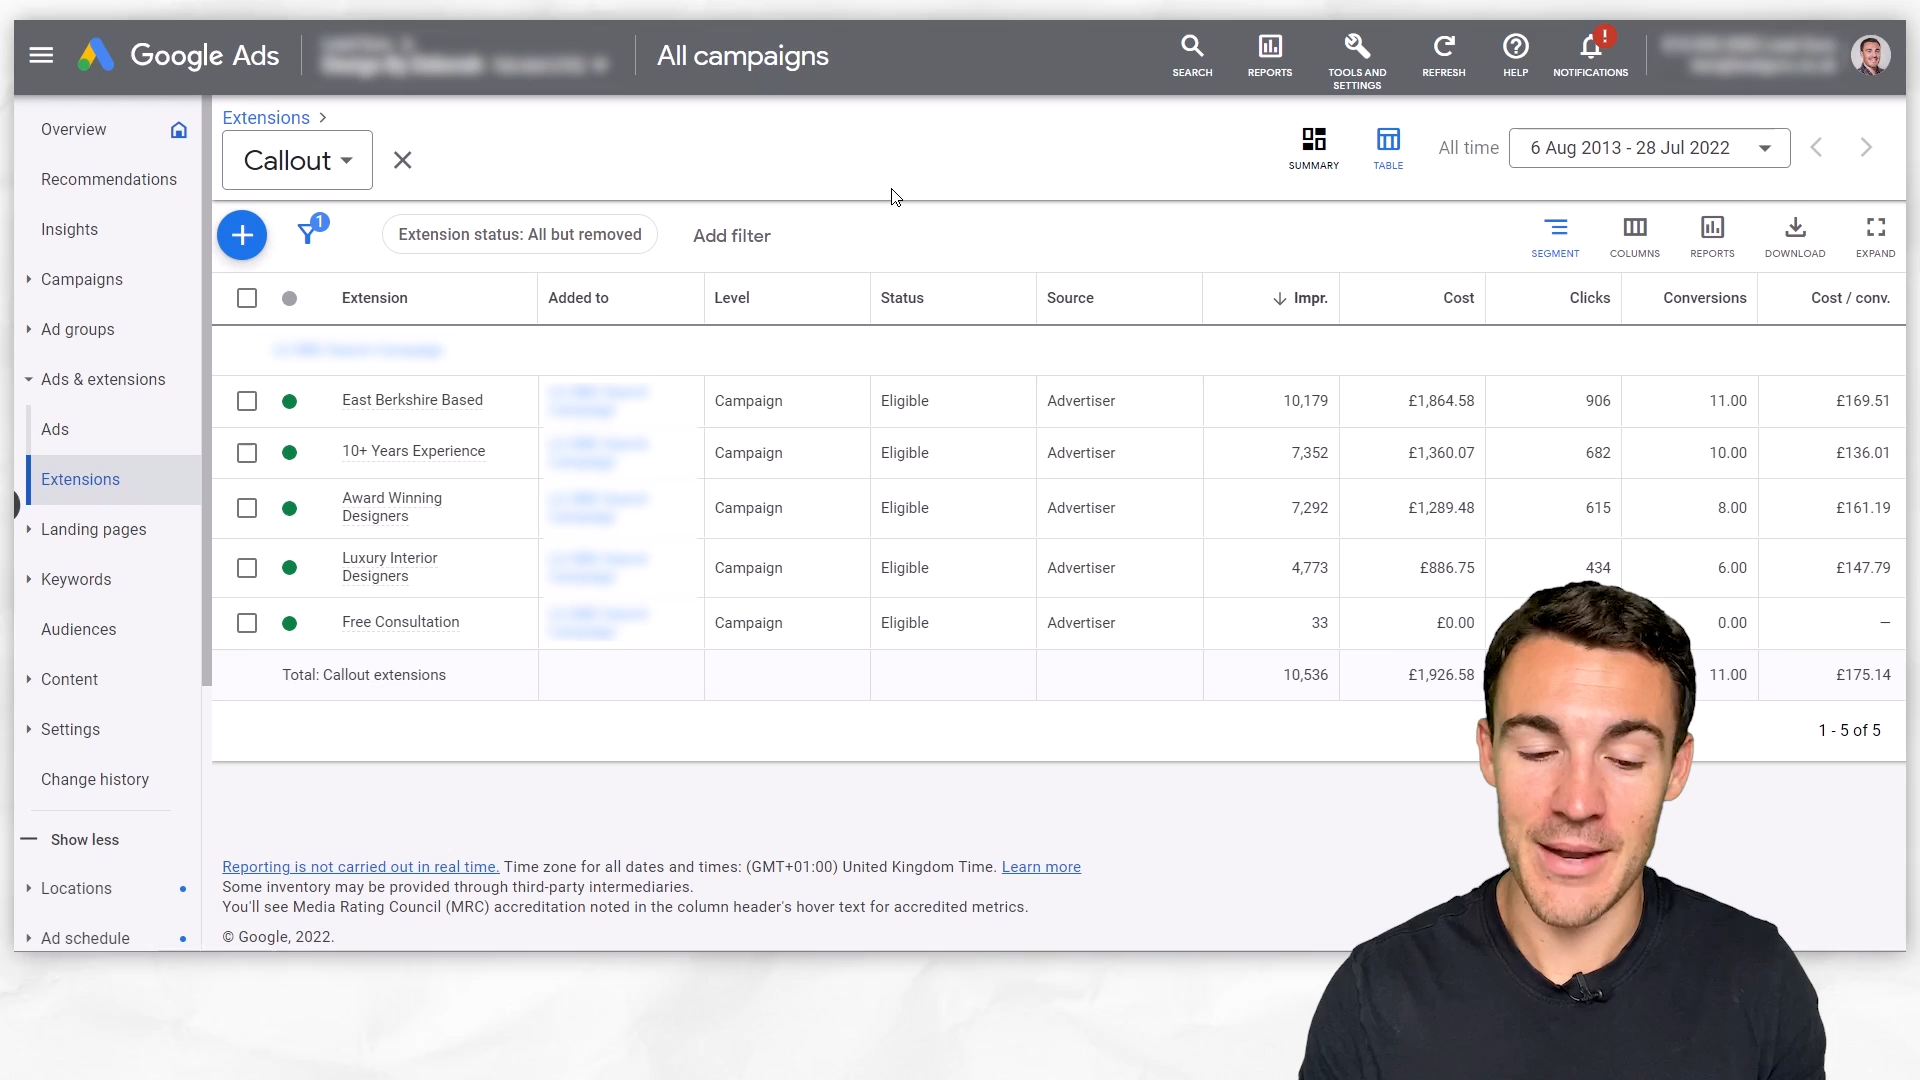 Google Ads
All campaigns
SEARCH
REPORTS
TOOLS AND
SETTINGS
REFRESH
HELP
!
NOTIFICATIONS
Overview
Recommendations
Insights
Campaigns
Ad groups
Ads & extensions
Ads
Extensions
Landing pages
Keywords
Audiences
Content
Settings
Change history
Show less
Locations
Ad schedule
Extensions >
Callout
SUMMARY
TABLE
All time
6 Aug 2013 - 28 Jul 2022
1
Extension status: All but removed
Add filter
SEGMENT
COLUMNS
REPORTS
DOWNLOAD
EXPAND
Extension Added to Level Status Source Impr. Cost Clicks Conversions Cost / conv.
East Berkshire Based Campaign Eligible Advertiser 10,179 £1,864.58 906 11.00 £169.51
10+ Years Experience Campaign Eligible Advertiser 7,352 £1,360.07 682 10.00 £136.01
Award Winning
Designers Campaign Eligible Advertiser 7,292 £1,289.48 615 8.00 £161.19
Luxury Interior
Designers Campaign Eligible Advertiser 4,773 £886.75 434 6.00 £147.79
Free Consultation Campaign Eligible Advertiser 33 £0.00 0.00 —
Total: Callout extensions 10,536 £1,926.58 11.00 £175.14
1 - 5 of 5
Reporting is not carried out in real time. Time zone for all dates and times: (GMT+01:00) United Kingdom Time. Learn more
Some inventory may be provided through third-party intermediaries.
You'll see Media Rating Council (MRC) accreditation noted in the column header's hover text for accredited metrics.
© Google, 2022.